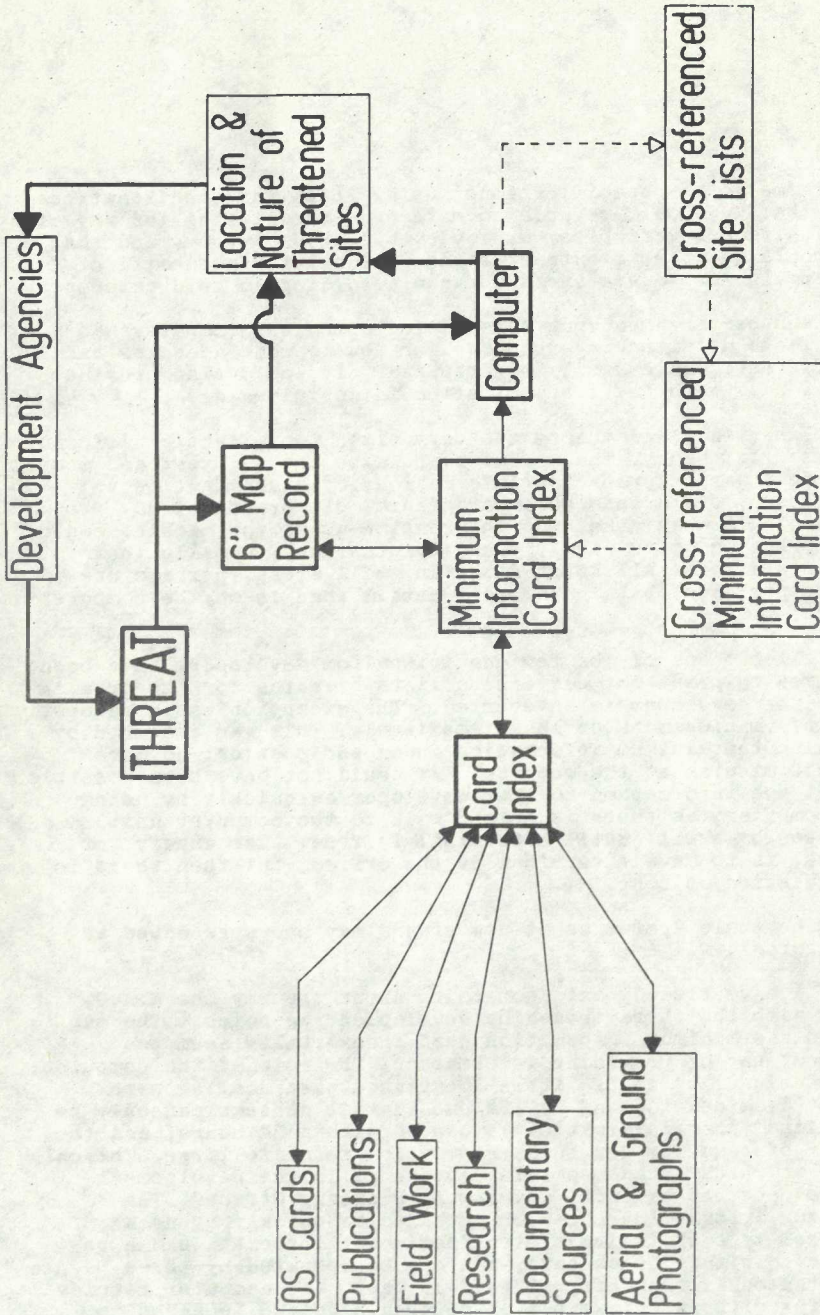 OS Cards
Publications
Field Work
Research
Documentary
Sources
Aerial & Ground
Photographs
Card
Index
THREAT
Development Agencies
6" Map
Record
Minimum
Information
Card Index
Computer
Location &
Nature of
Threatened
Sites
Cross-referenced
Minimum
Information
Card Index
Cross-referenced
Site Lists